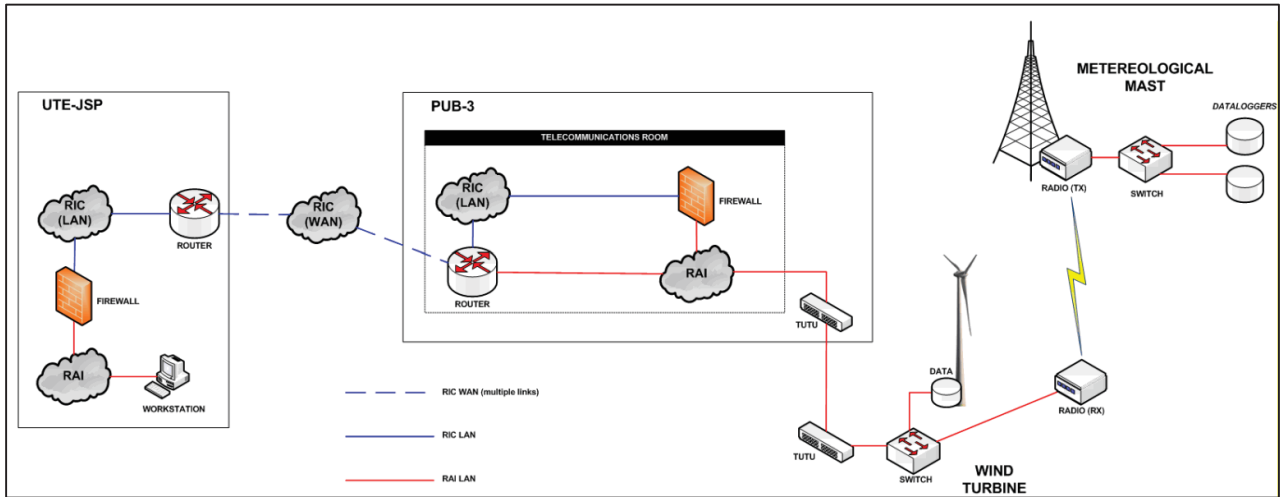 UTE-JSP
RIC
(LAN)
ROUTER
FIREWALL
RAI
WORKSTATION
RIC
(WAN)
PUB-3
TELECOMMUNICATIONS ROOM
RIC
(LAN)
FIREWALL
ROUTER
RAI
TUTU
METEREOLOGICAL
MAST
DATALOGGERS
RADIO (TX)
SWITCH
DATA
RADIO (RX)
TUTU
SWITCH
WIND
TURBINE
RIC WAN (multiple links)
RIC LAN
RAI LAN